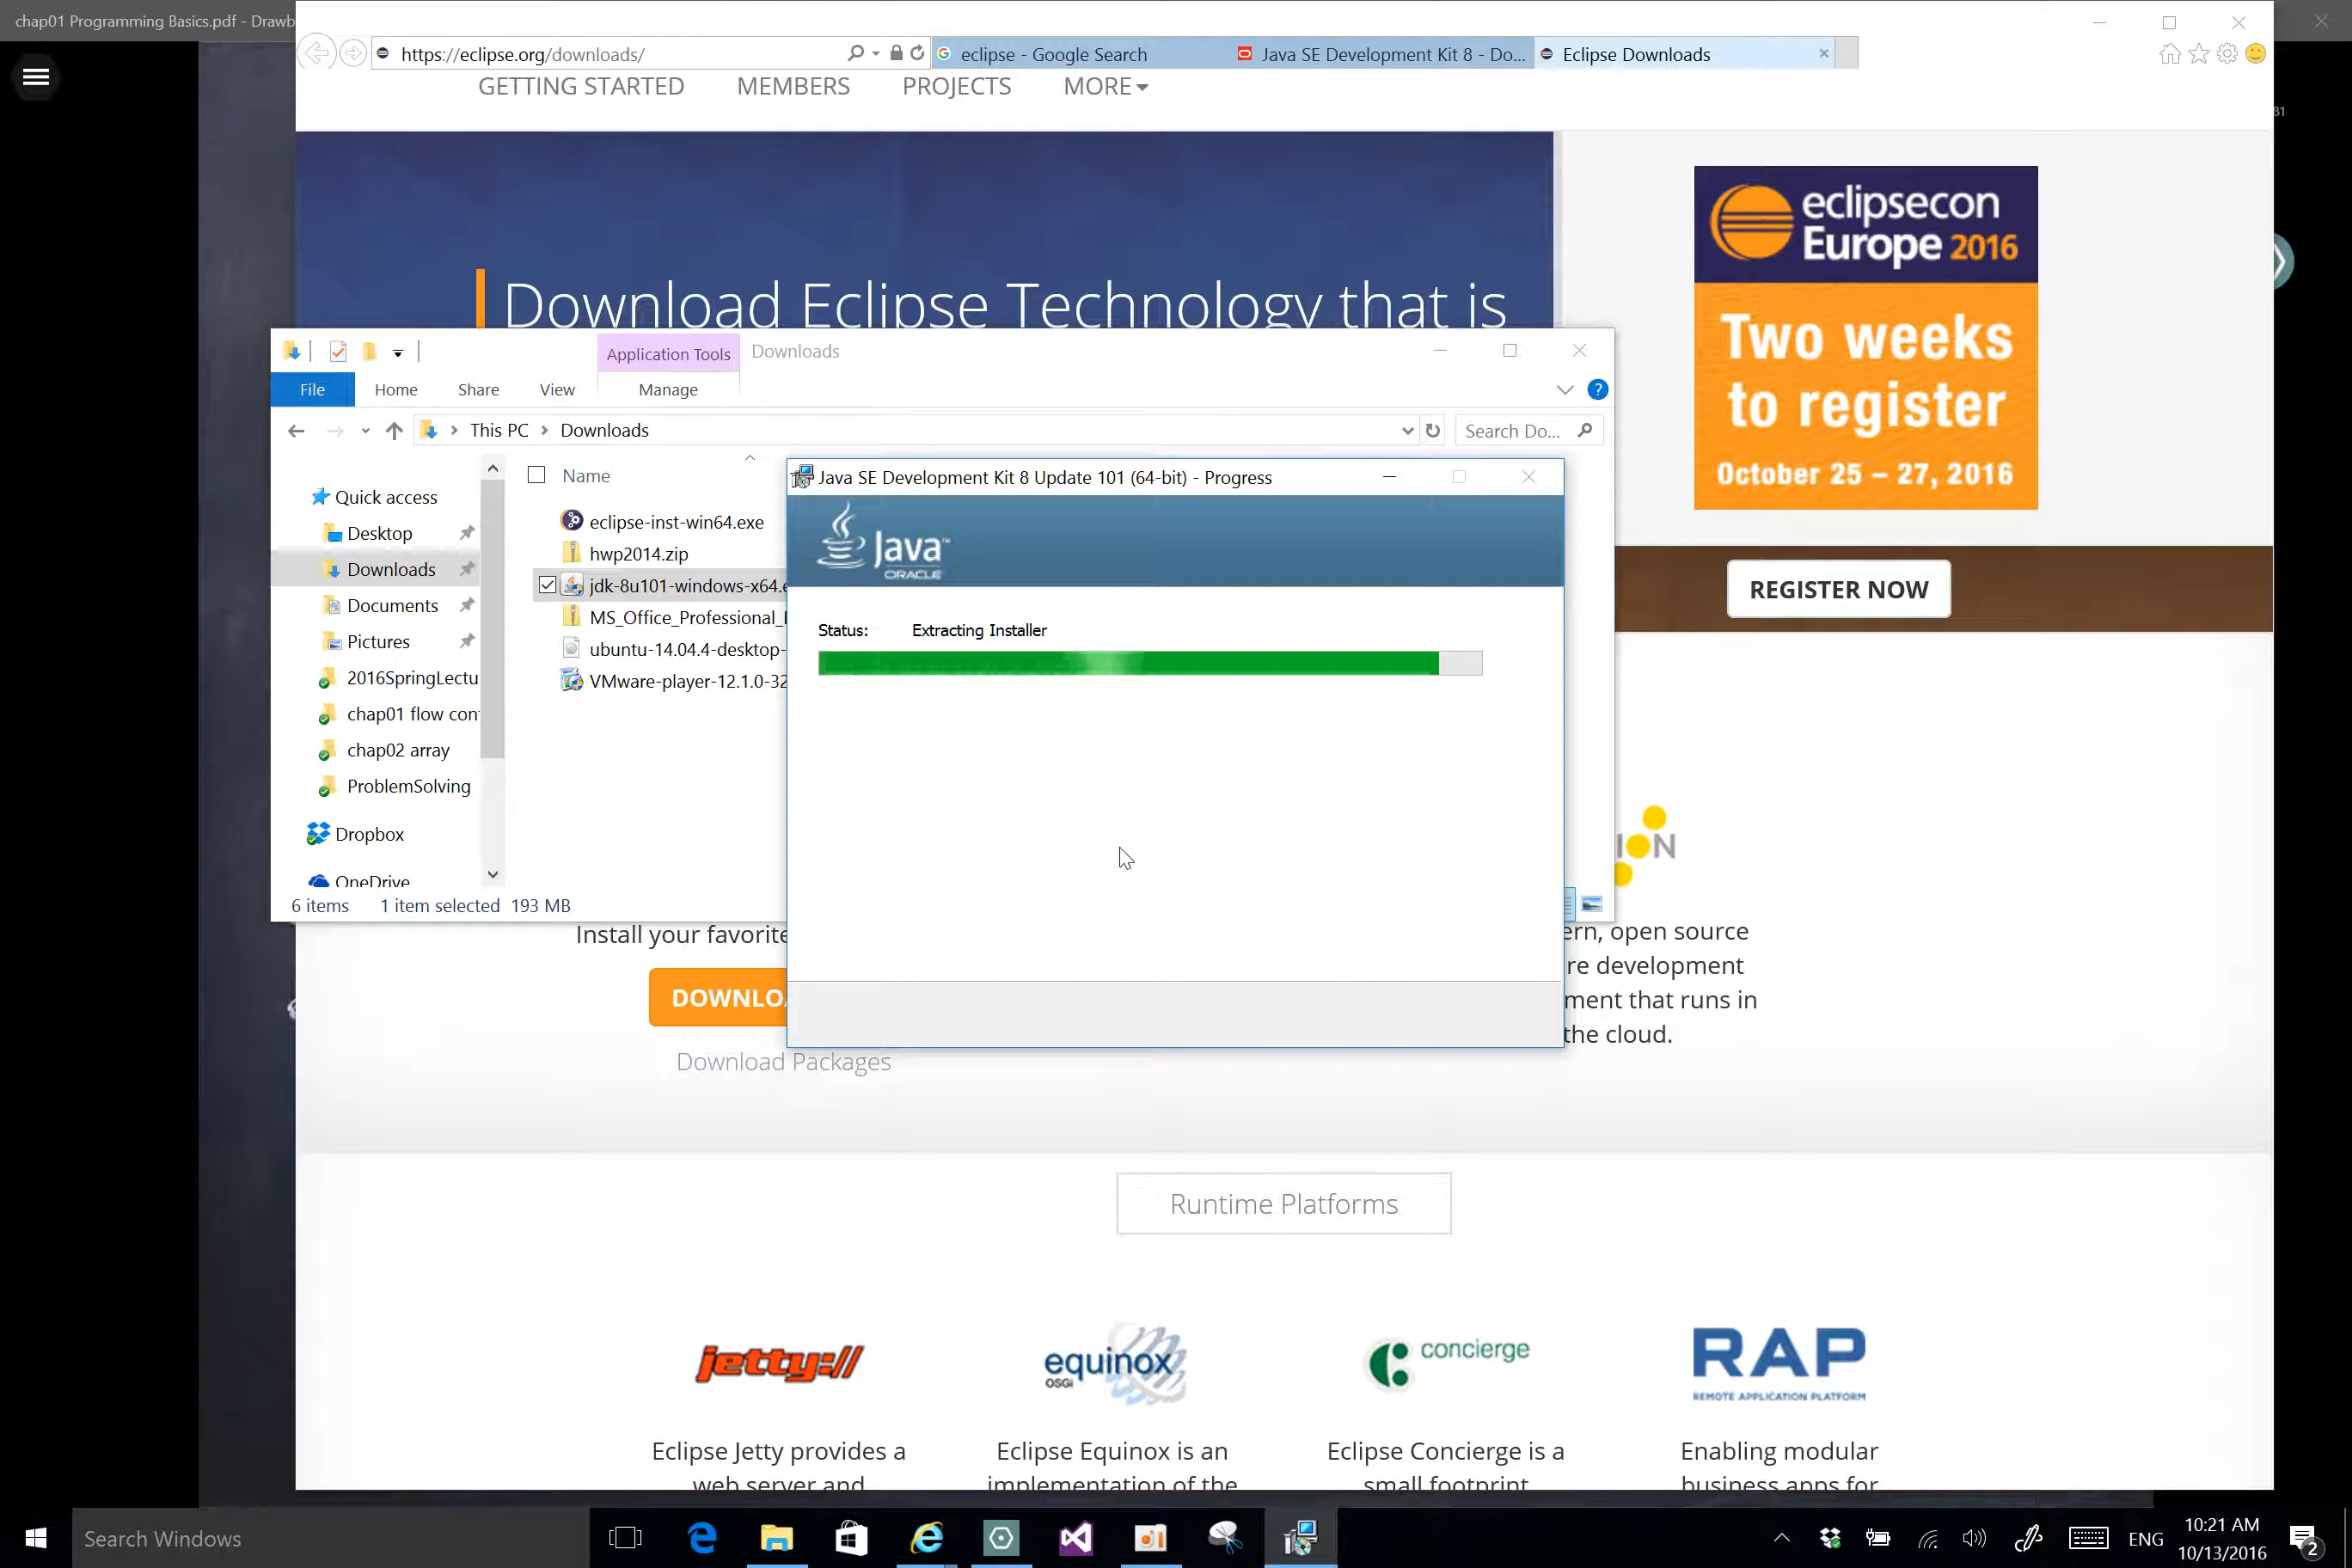 chap01 Programming Basics.pdf - Drawb
https://eclipse.org/downloads/
eclipse - Google Search
Java SE Development Kit 8 - Do...
Eclipse Downloads
GETTING STARTED MEMBERS PROJECTS MORE
Download Eclipse Technology that is
eclipsecon
Europe 2016
Two weeks
to register
October 25 – 27, 2016
REGISTER NOW
Application Tools
Downloads
File Home Share View Manage
This PC > Downloads
Search Do...
Quick access
Desktop
Downloads
Documents
Pictures
2016SpringLectu
chap01 flow con
chap02 array
ProblemSolving
Dropbox
OneDrive
Name
eclipse-inst-win64.exe
hwp2014.zip
jdk-8u101-windows-x64.e
MS_Office_Professional_
ubuntu-14.04.4-desktop-
VMware-player-12.1.0-32
6 items 1 item selected 193 MB
Java SE Development Kit 8 Update 101 (64-bit) - Progress
Java™
ORACLE
Status: Extracting Installer
Install your favorite
DOWNLO
Download Packages
ION
ern, open source
re development
ment that runs in
the cloud.
Runtime Platforms
jetty://
equinox
OSGi
concierge
RAP
REMOTE APPLICATION PLATFORM
Eclipse Jetty provides a
web server and
Eclipse Equinox is an
implementation of the
Eclipse Concierge is a
small footprint
Enabling modular
business apps for
Search Windows
ENG
10:21 AM
10/13/2016
2